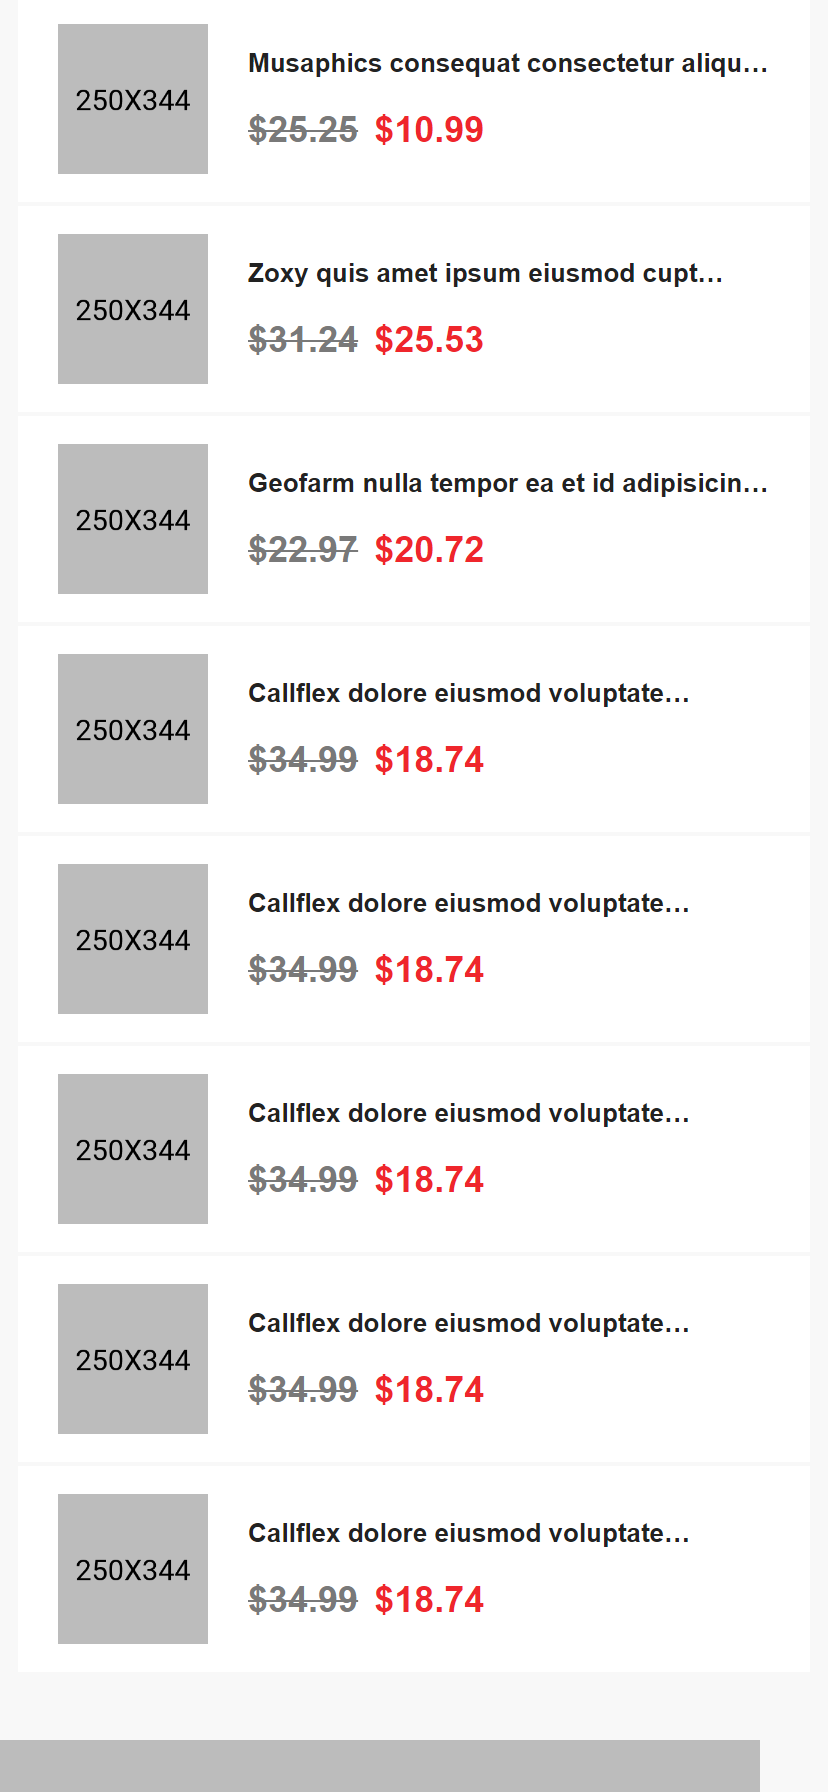 250X344
Musaphics consequat consectetur aliqu...
$25.25 $10.99
250X344
Zoxy quis amet ipsum eiusmod cupt...
$31.24 $25.53
250X344
Geofarm nulla tempor ea et id adipisicin...
$22.97 $20.72
250X344
Callflex dolore eiusmod voluptate...
$34.99 $18.74
250X344
Callflex dolore eiusmod voluptate...
$34.99 $18.74
250X344
Callflex dolore eiusmod voluptate...
$34.99 $18.74
250X344
Callflex dolore eiusmod voluptate...
$34.99 $18.74
250X344
Callflex dolore eiusmod voluptate...
$34.99 $18.74